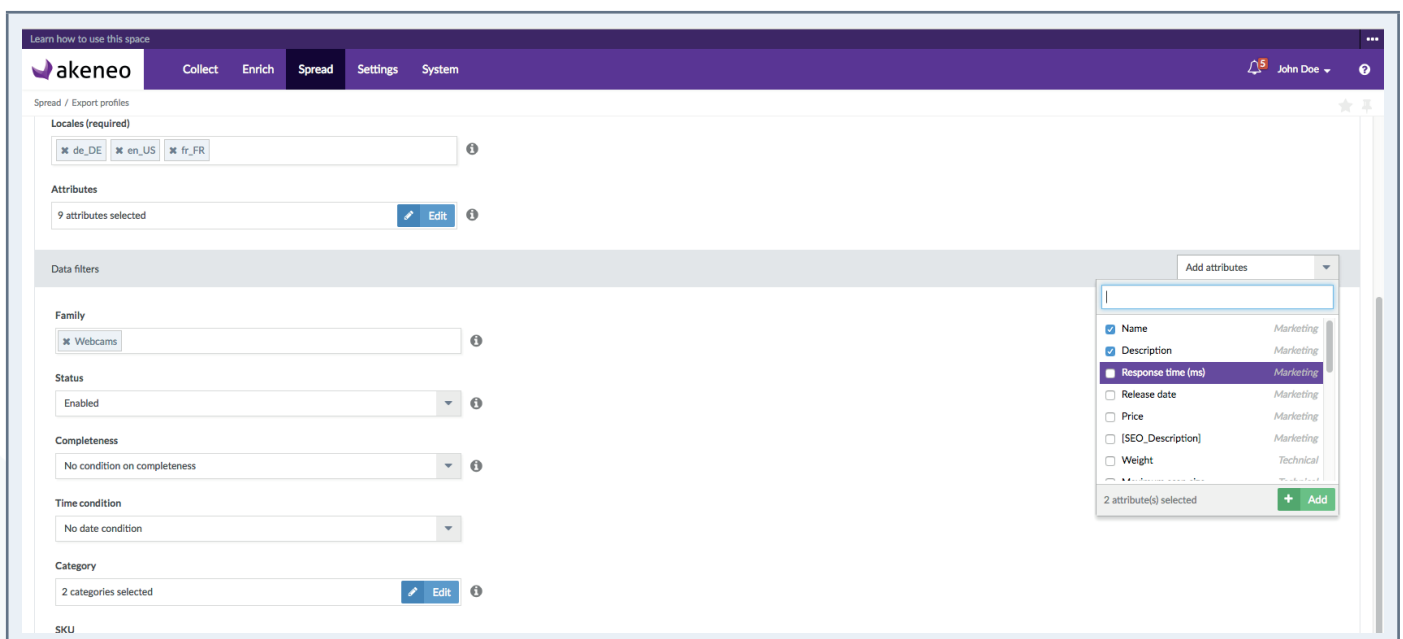 Learn how to use this space
akeneo Collect Enrich Spread Settings System 5 John Doe
Spread / Export profiles
Locales (required)
de_DE en_US fr_FR
Attributes
9 attributes selected Edit
Data filters Add attributes
Family
Webcams
Status
Enabled
Completeness
No condition on completeness
Time condition
No date condition
Category
2 categories selected Edit
SKU
Name Marketing
Description Marketing
Response time (ms) Marketing
Release date Marketing
Price Marketing
[SEO_Description] Marketing
Weight Technical
2 attribute(s) selected + Add